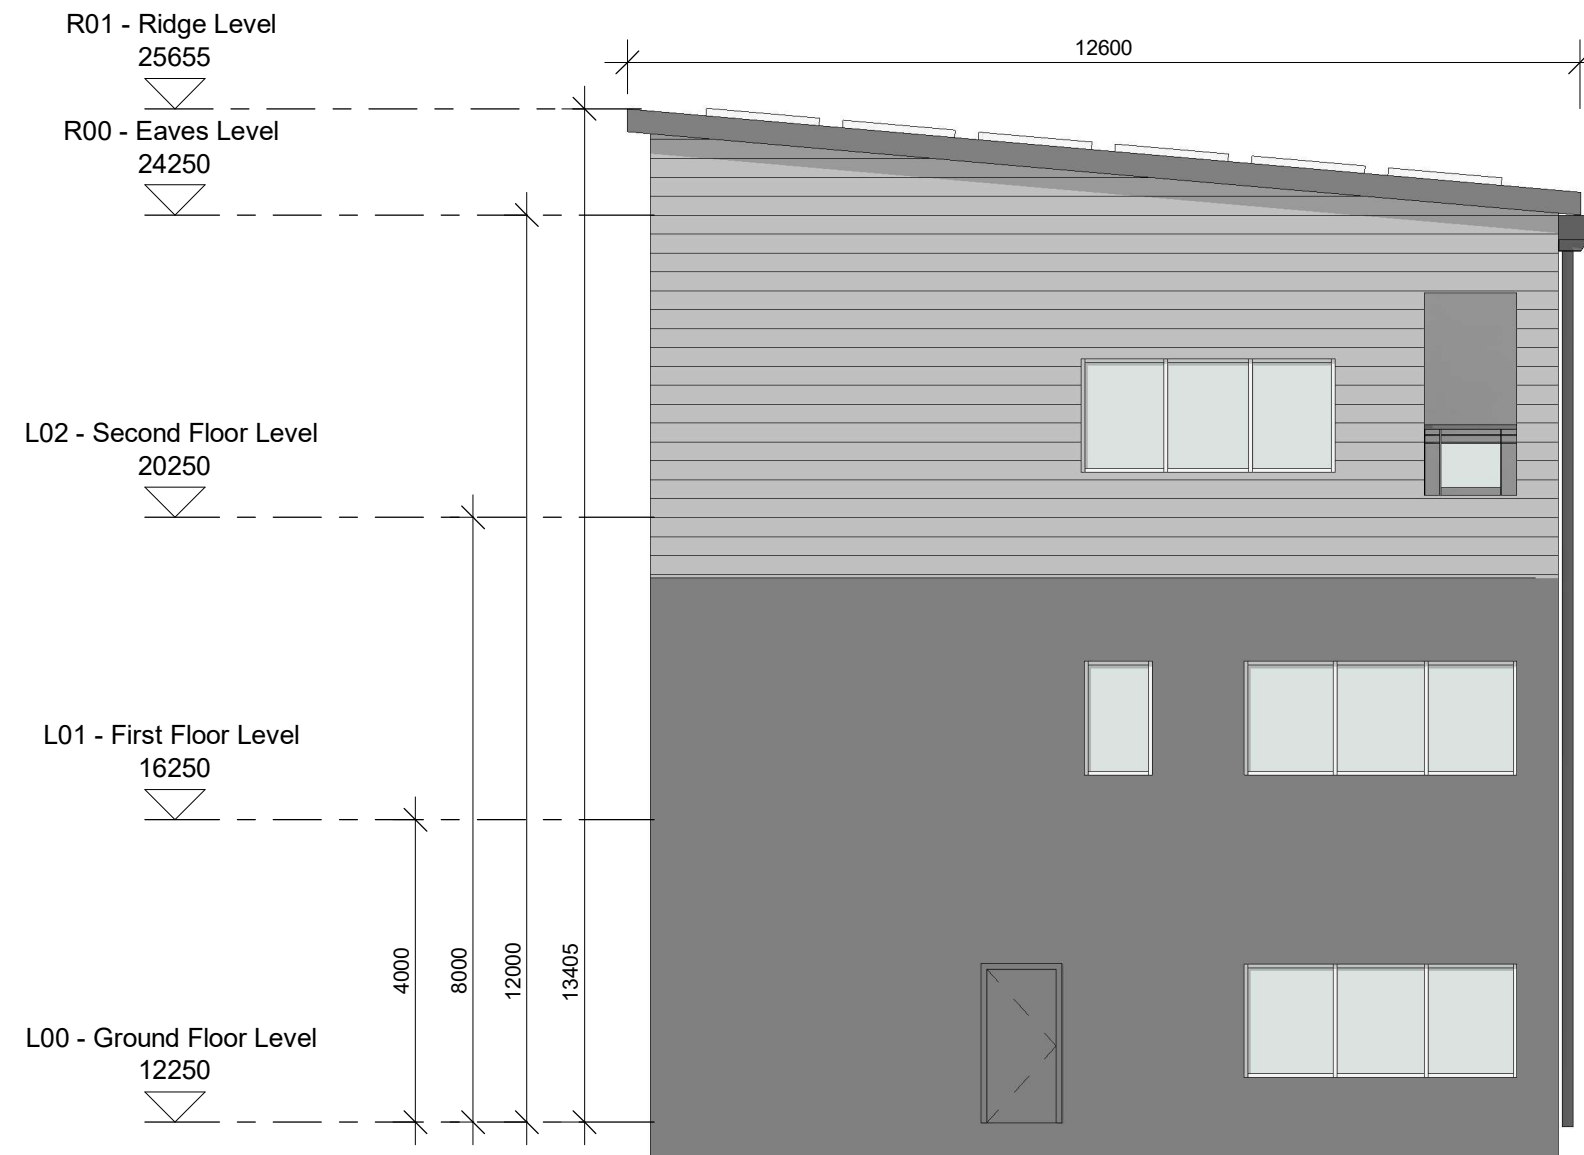 R01 - Ridge Level
25655
12600
R00 - Eaves Level
24250
L02 - Second Floor Level
20250
L01 - First Floor Level
16250
4000
8000
12000
13405
L00 - Ground Floor Level
12250